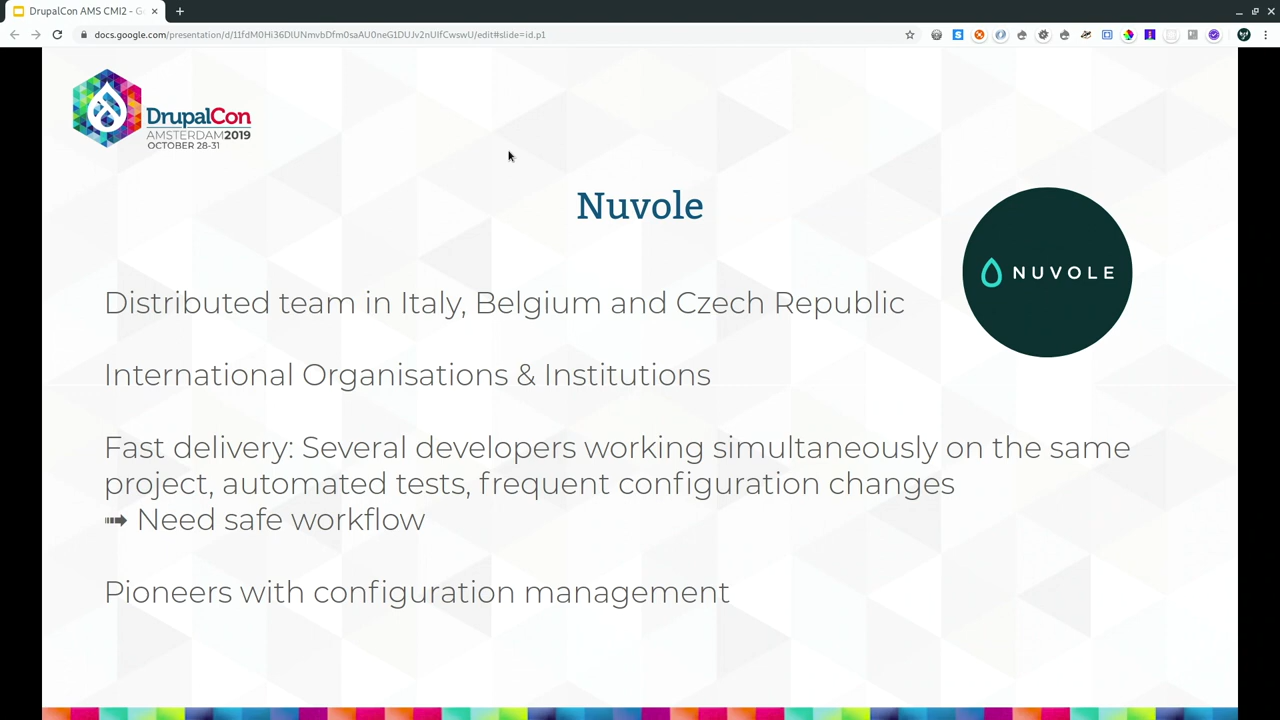 DrupalCon AMS CMI2 - G
docs.google.com/presentation/d/11fdM0Hi36DlUNmvbDfm0saAU0neG1DUJv2nUlfCwswU/edit#slide=id.p1
DrupalCon
AMSTERDAM2019
OCTOBER 28-31
Nuvole
NUVOLE
Distributed team in Italy, Belgium and Czech Republic
International Organisations & Institutions
Fast delivery: Several developers working simultaneously on the same
project, automated tests, frequent configuration changes
➟ Need safe workflow
Pioneers with configuration management